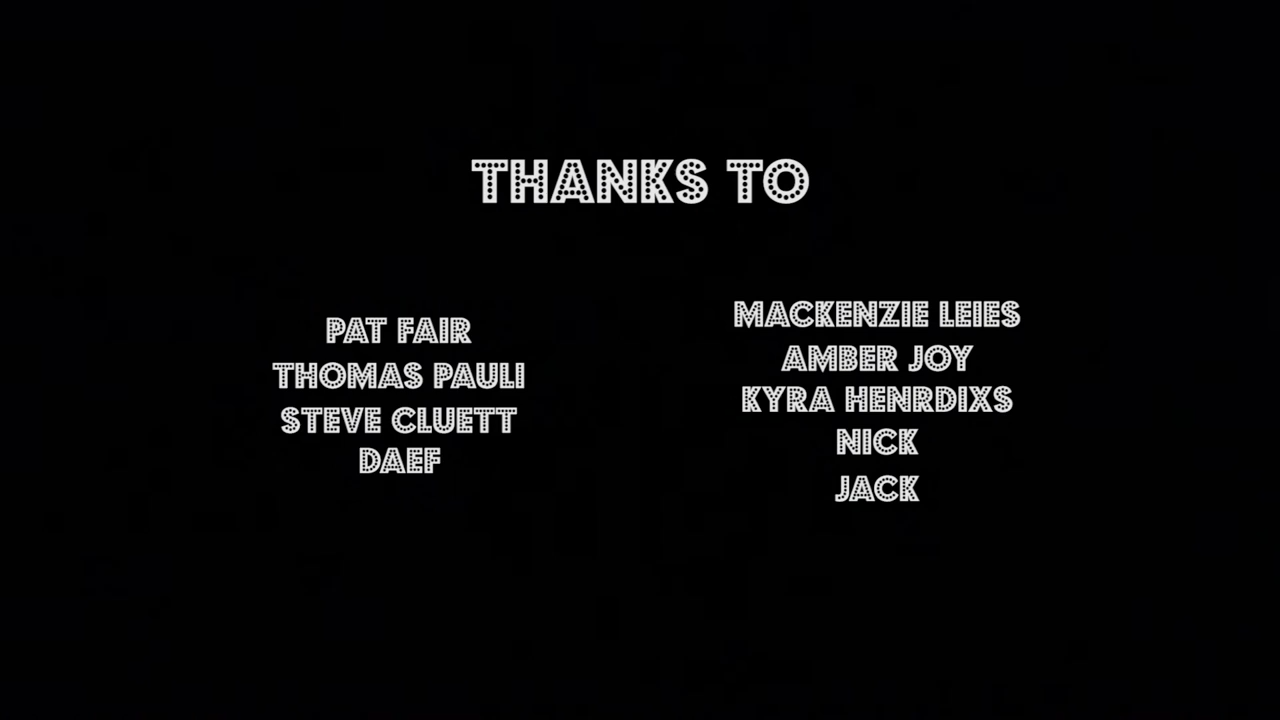 THANKS TO
PAT FAIR
THOMAS PAULI
STEVE CLUETT
DAEF
MACKENZIE LEIES
AMBER JOY
KYRA HENRDIXS
NICK
JACK